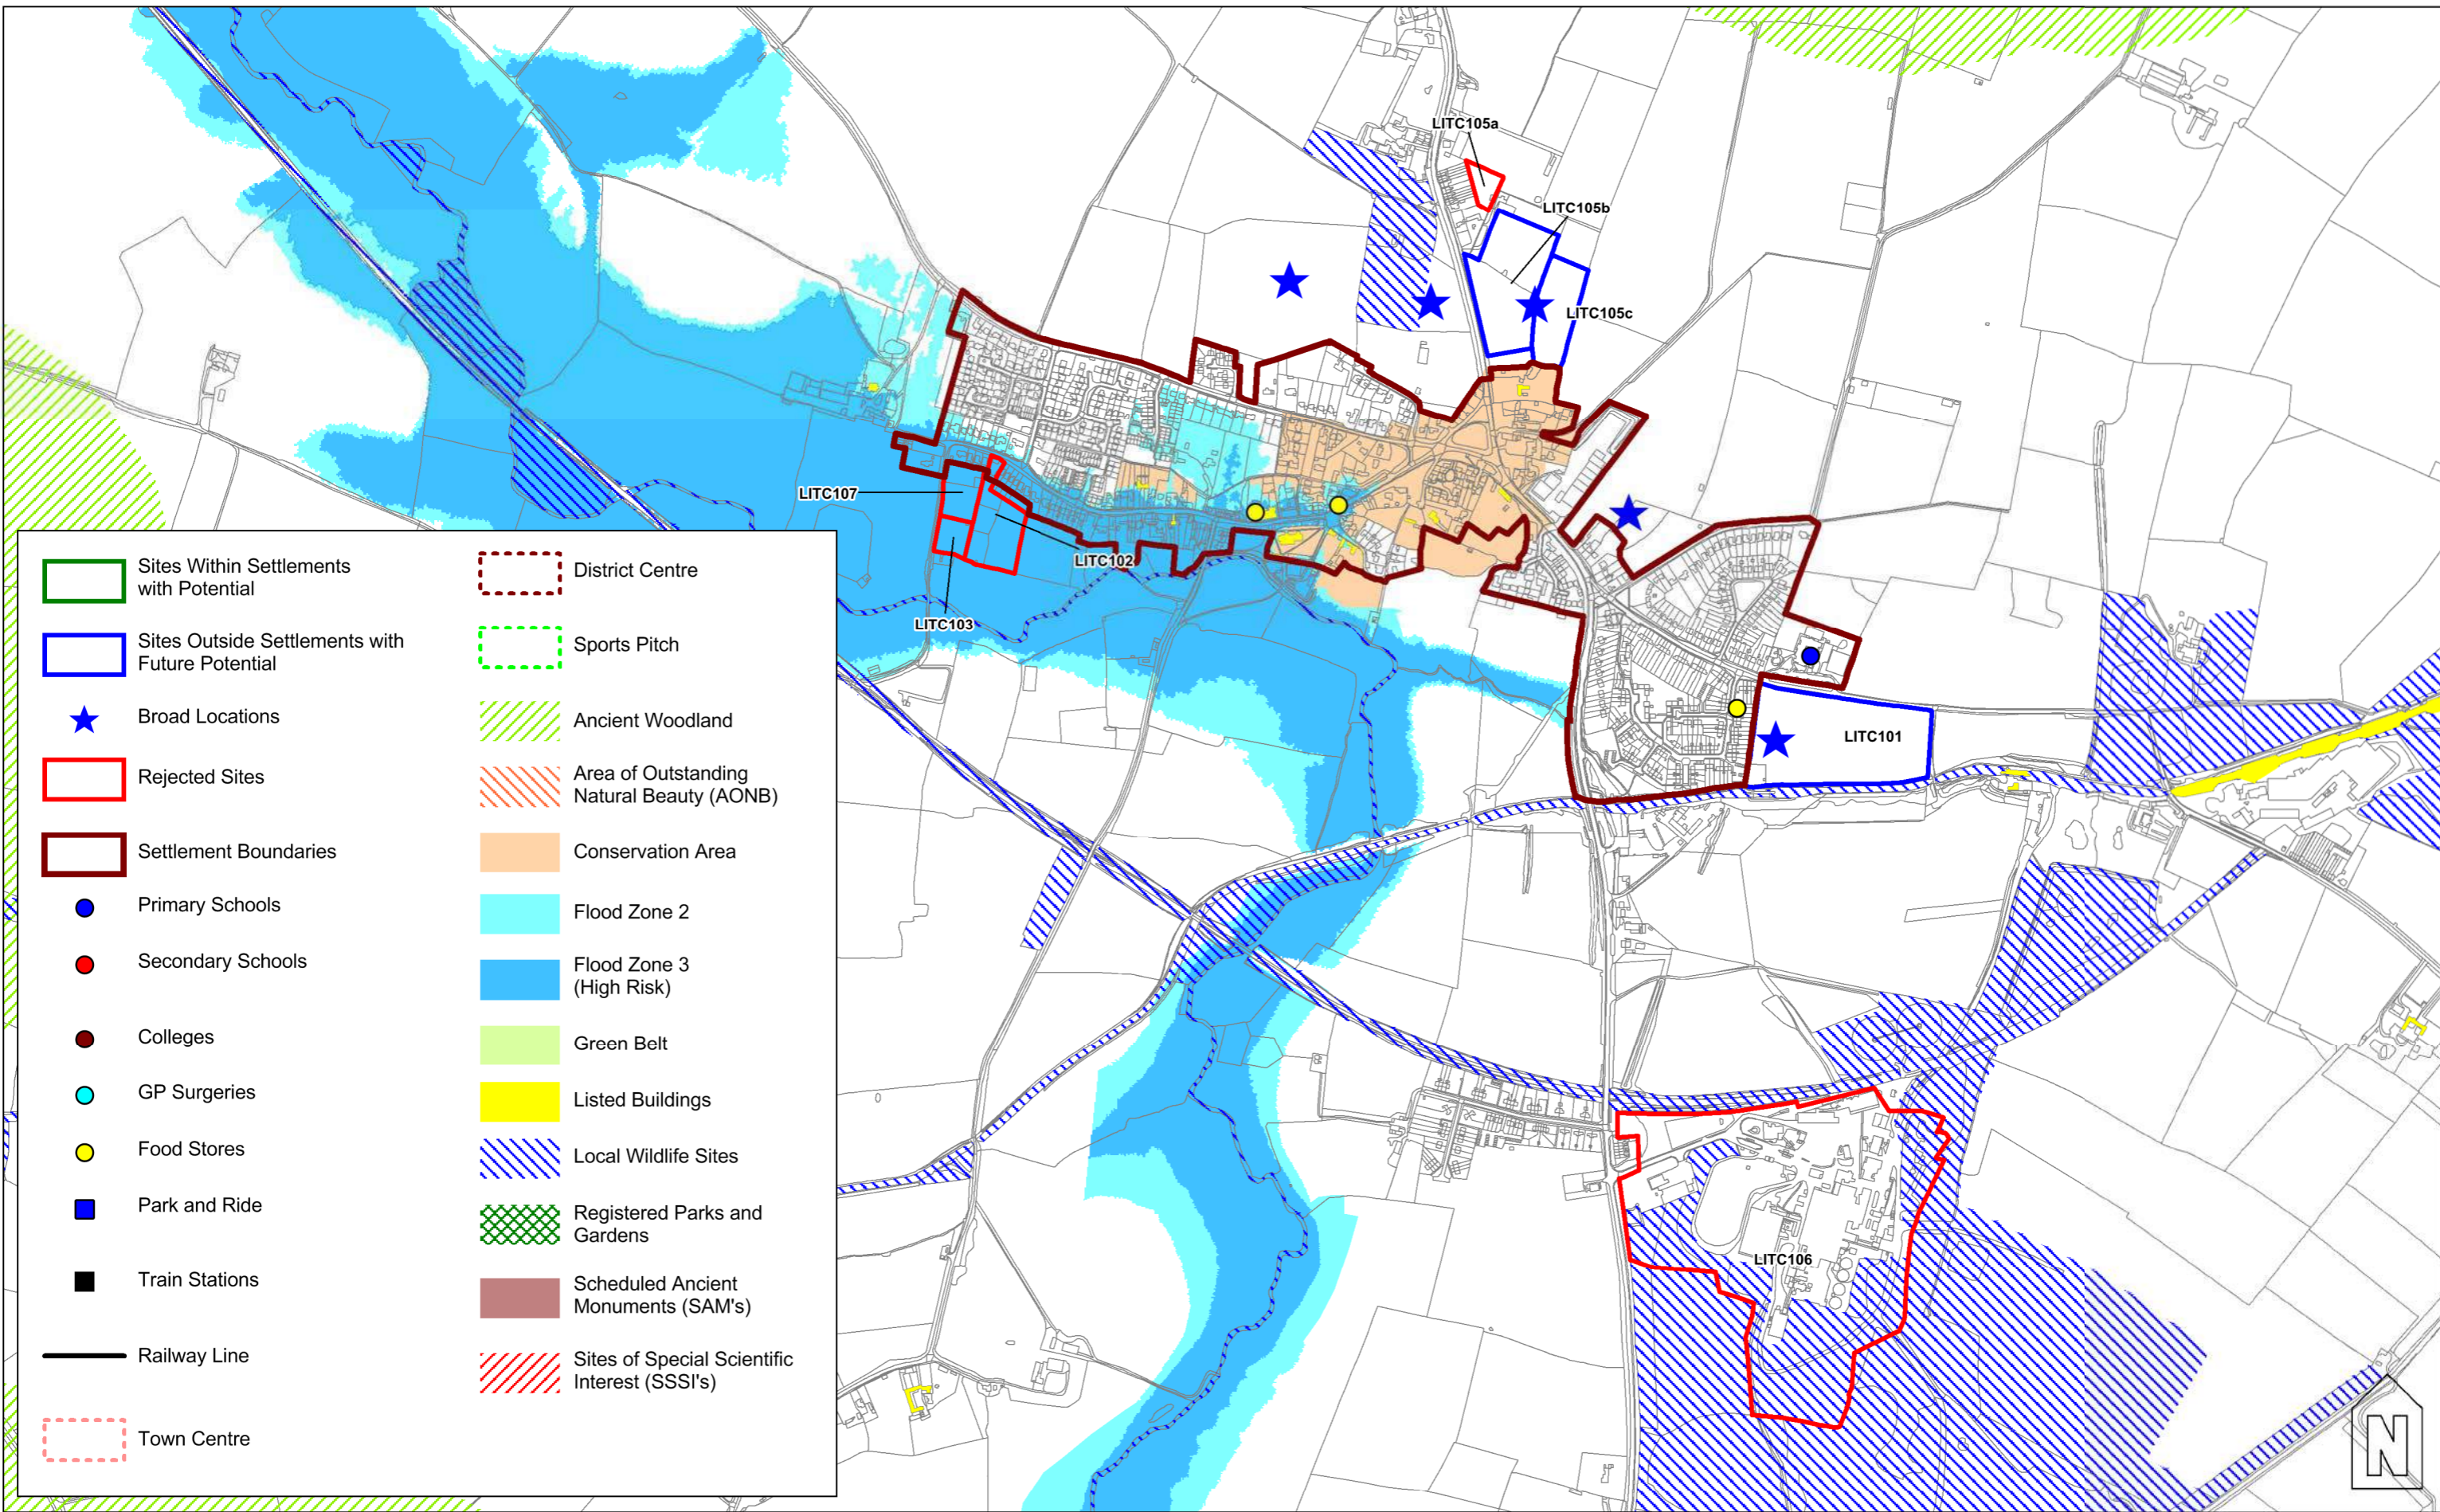 LITC105a
LITC105b
LITC105c
LITC107
LITC102
LITC103
LITC101
LITC106
Sites Within Settlements
with Potential
Sites Outside Settlements with
Future Potential
Broad Locations
Rejected Sites
Settlement Boundaries
Primary Schools
Secondary Schools
Colleges
GP Surgeries
Food Stores
Park and Ride
Train Stations
Railway Line
Town Centre
District Centre
Sports Pitch
Ancient Woodland
Area of Outstanding
Natural Beauty (AONB)
Conservation Area
Flood Zone 2
Flood Zone 3
(High Risk)
Green Belt
Listed Buildings
Local Wildlife Sites
Registered Parks and
Gardens
Scheduled Ancient
Monuments (SAM's)
Sites of Special Scientific
Interest (SSSI's)
N